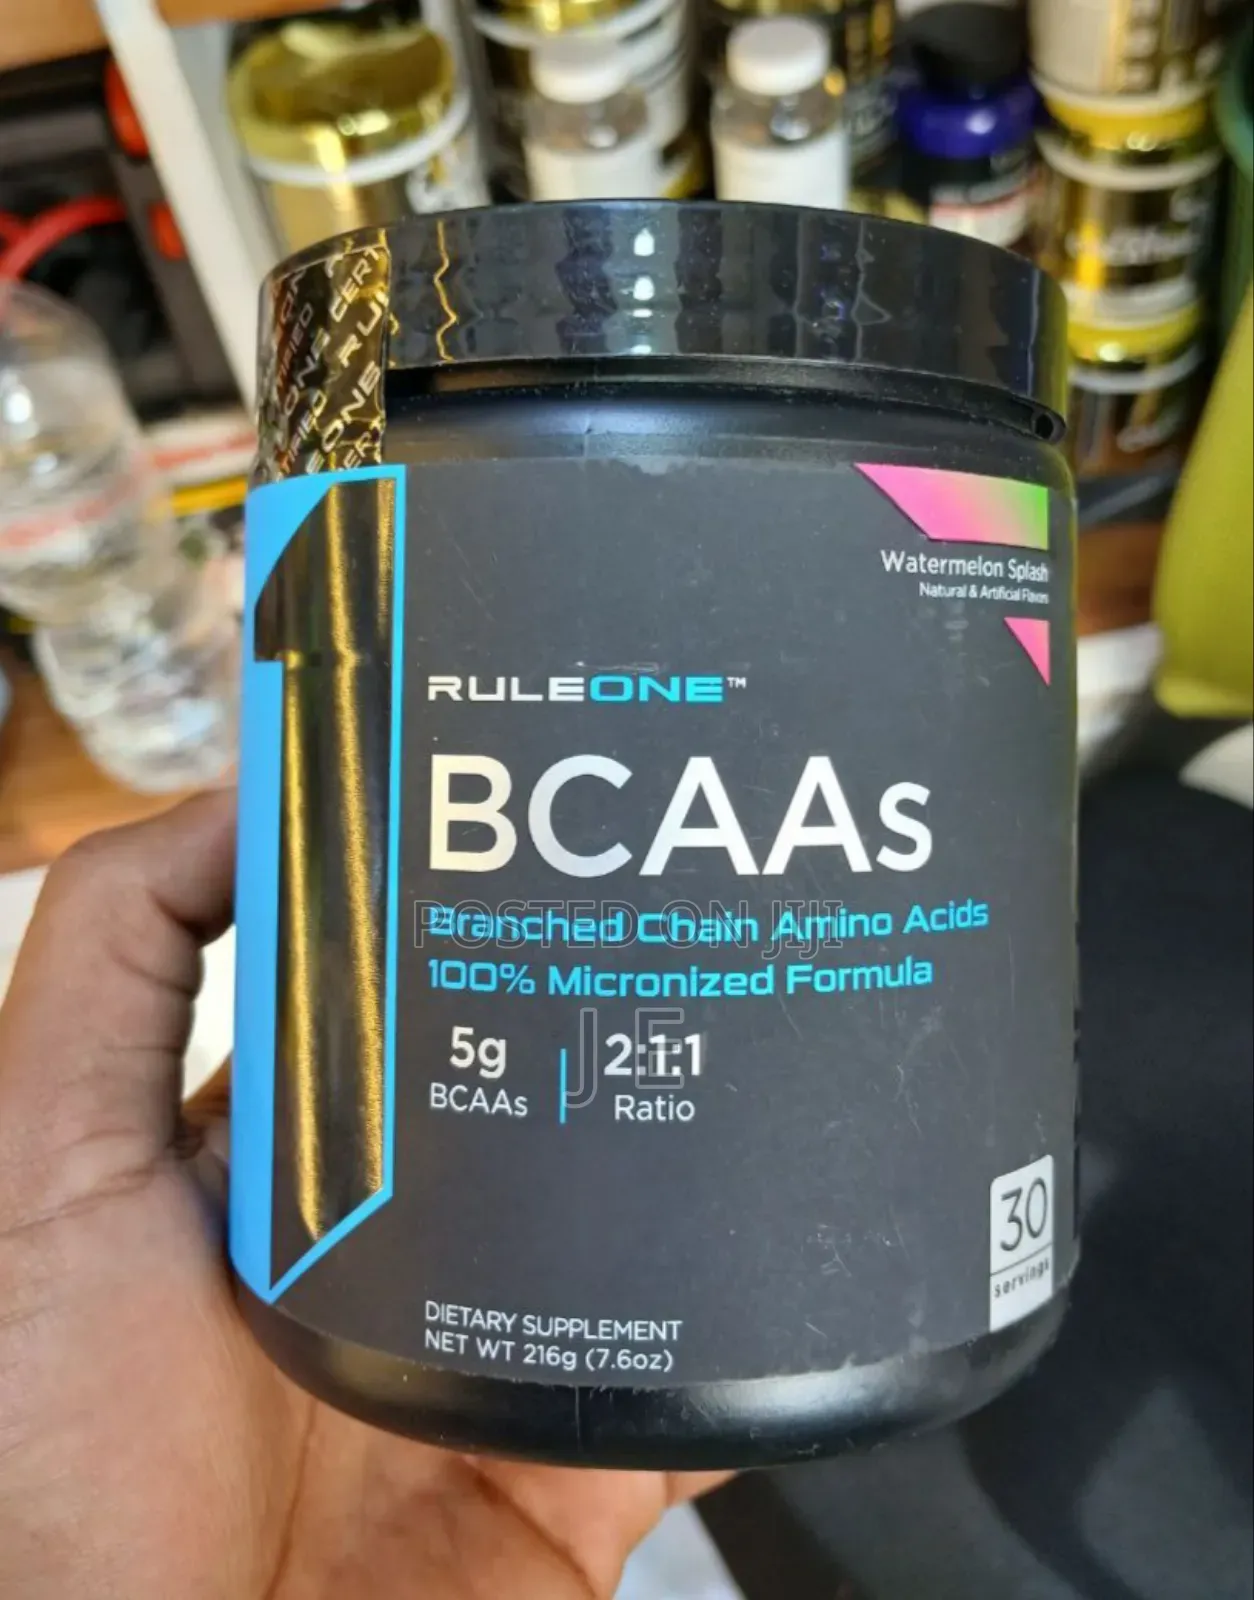 Watermelon Splash
Natural & Artificial Flavors
RULEONE™
BCAAs
Branched Chain Amino Acids
POSTED ON JIJI
100% Micronized Formula
5g
BCAAs
2:1:1
Ratio
JE
30
servings
DIETARY SUPPLEMENT
NET WT 216g (7.6oz)